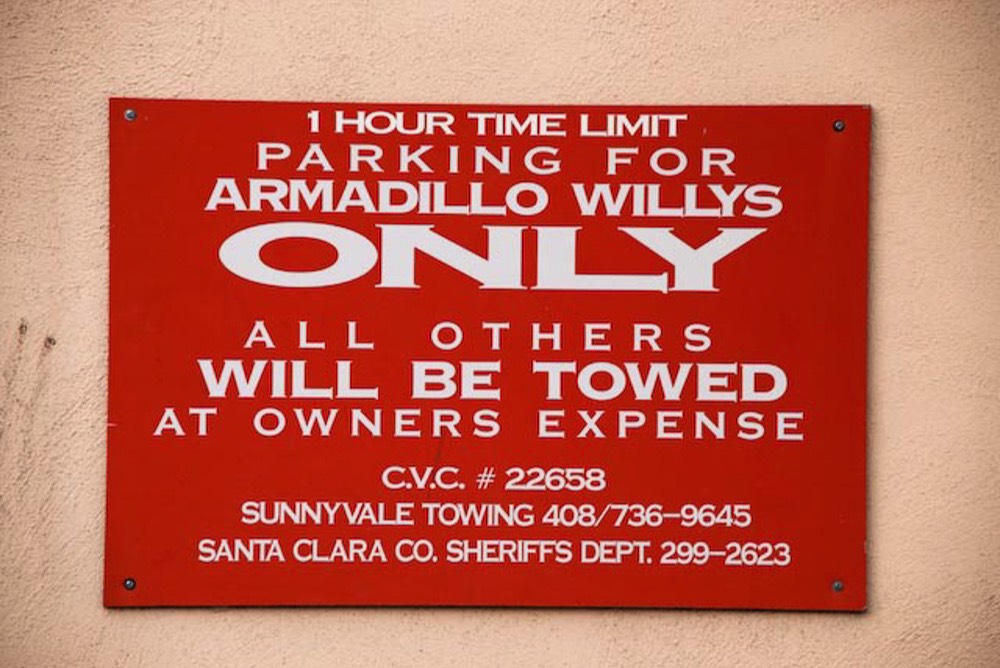 1 HOUR TIME LIMIT
PARKING FOR
ARMADILLO WILLYS
ONLY
ALL OTHERS
WILL BE TOWED
AT OWNERS EXPENSE
C.V.C. # 22658
SUNNYVALE TOWING 408/736-9645
SANTA CLARA CO. SHERIFFS DEPT. 299-2623